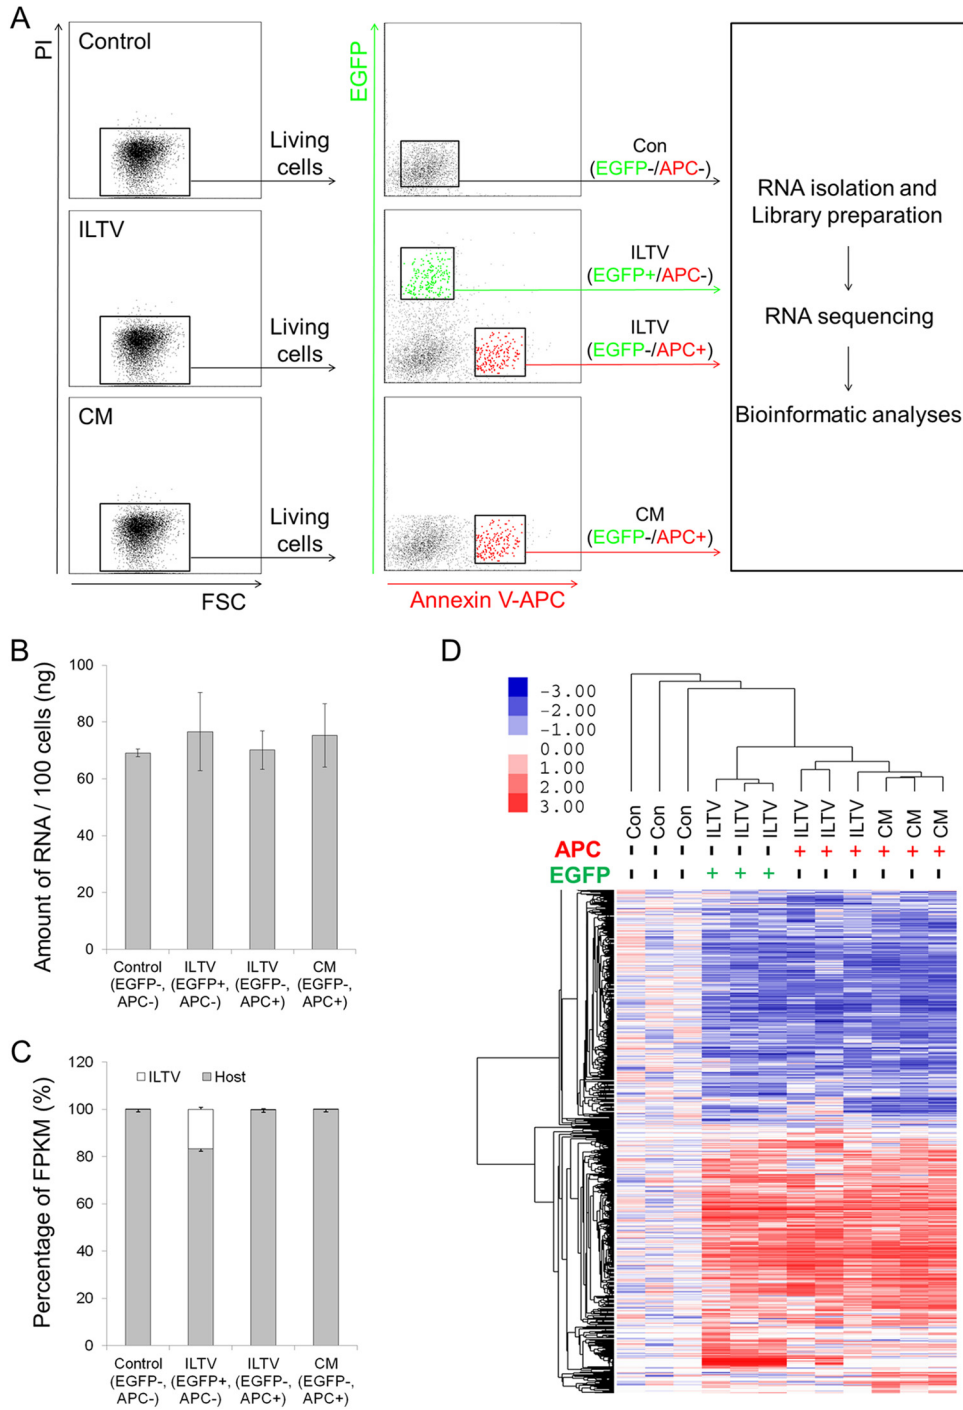 A
PI
Control
Living
cells
ILTV
Living
cells
CM
Living
cells
FSC
EGFP
Con
(EGFP-/APC-)
ILTV
(EGFP+/APC-)
ILTV
(EGFP-/APC+)
CM
(EGFP-/APC+)
Annexin V-APC
RNA isolation and
Library preparation
RNA sequencing
Bioinformatic analyses
B
Amount of RNA / 100 cells (ng)
100
80
60
40
20
0
Control ILTV ILTV CM
(EGFP-, (EGFP+, (EGFP-, (EGFP-,
APC-) APC-) APC+) APC+)
C
Percentage of FPKM (%)
ILTV Host
120
100
80
60
40
20
0
Control ILTV ILTV CM
(EGFP-, (EGFP+, (EGFP-, (EGFP-,
APC-) APC-) APC+) APC+)
D
-3.00
-2.00
-1.00
0.00
1.00
2.00
3.00
Con Con Con ILTV ILTV ILTV ILTV ILTV ILTV CM CM CM
APC - - - - - - + + + + + +
EGFP - - - + + + - - - - - -